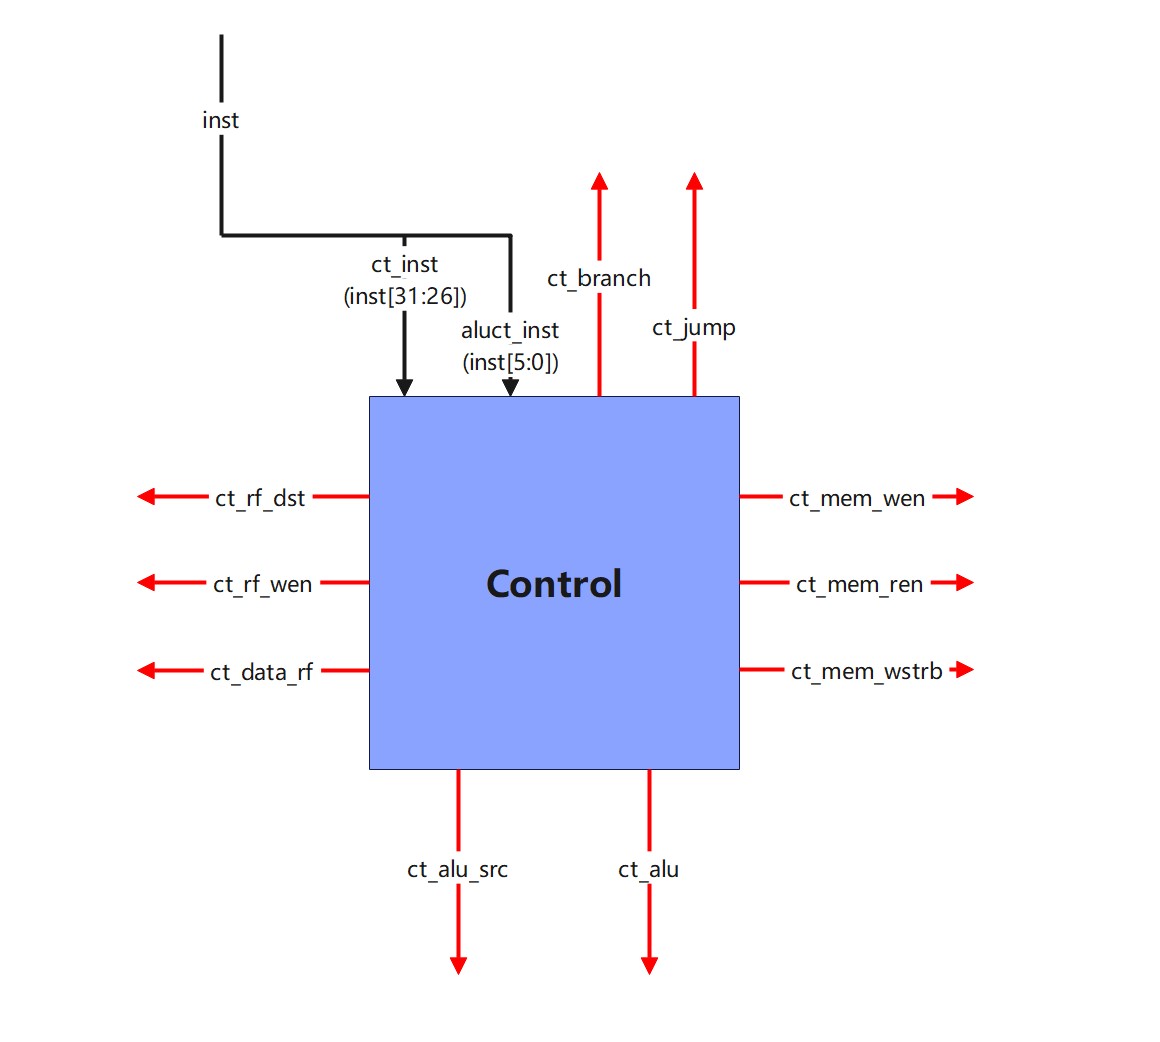 inst
ct_inst
(inst[31:26])
aluct_inst
(inst[5:0])
ct_branch
ct_jump
ct_rf_dst
ct_rf_wen
ct_data_rf
Control
ct_mem_wen
ct_mem_ren
ct_mem_wstrb
ct_alu_src
ct_alu